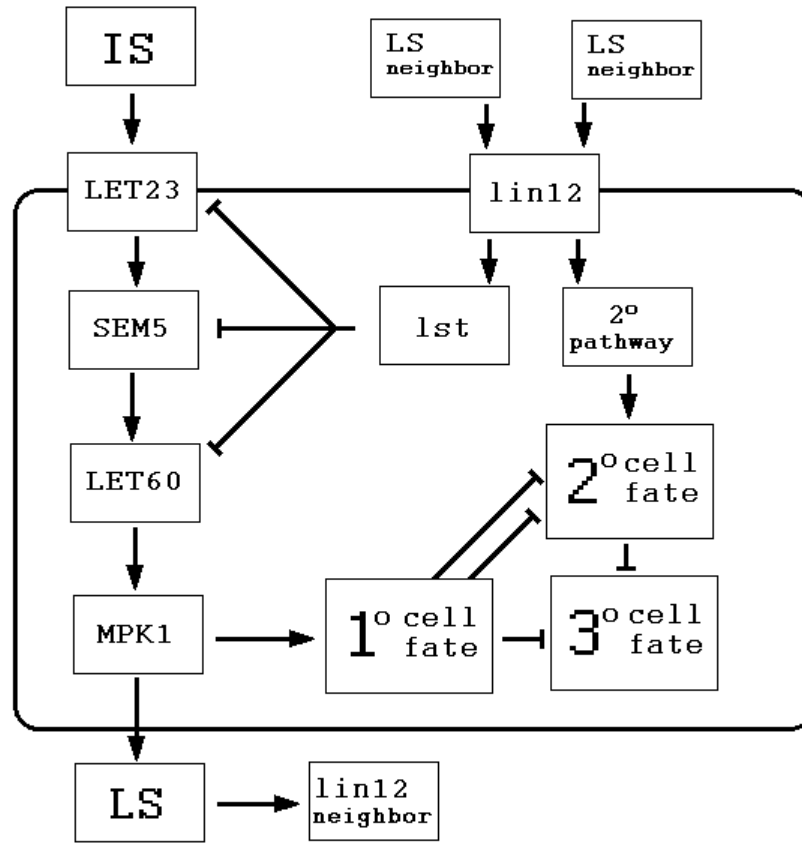 IS
LS
neighbor
LS
neighbor
LET23
lin12
SEM5
lst
2º
pathway
LET60
2º cell
fate
MPK1
1º cell
fate
3º cell
fate
LS
lin12
neighbor